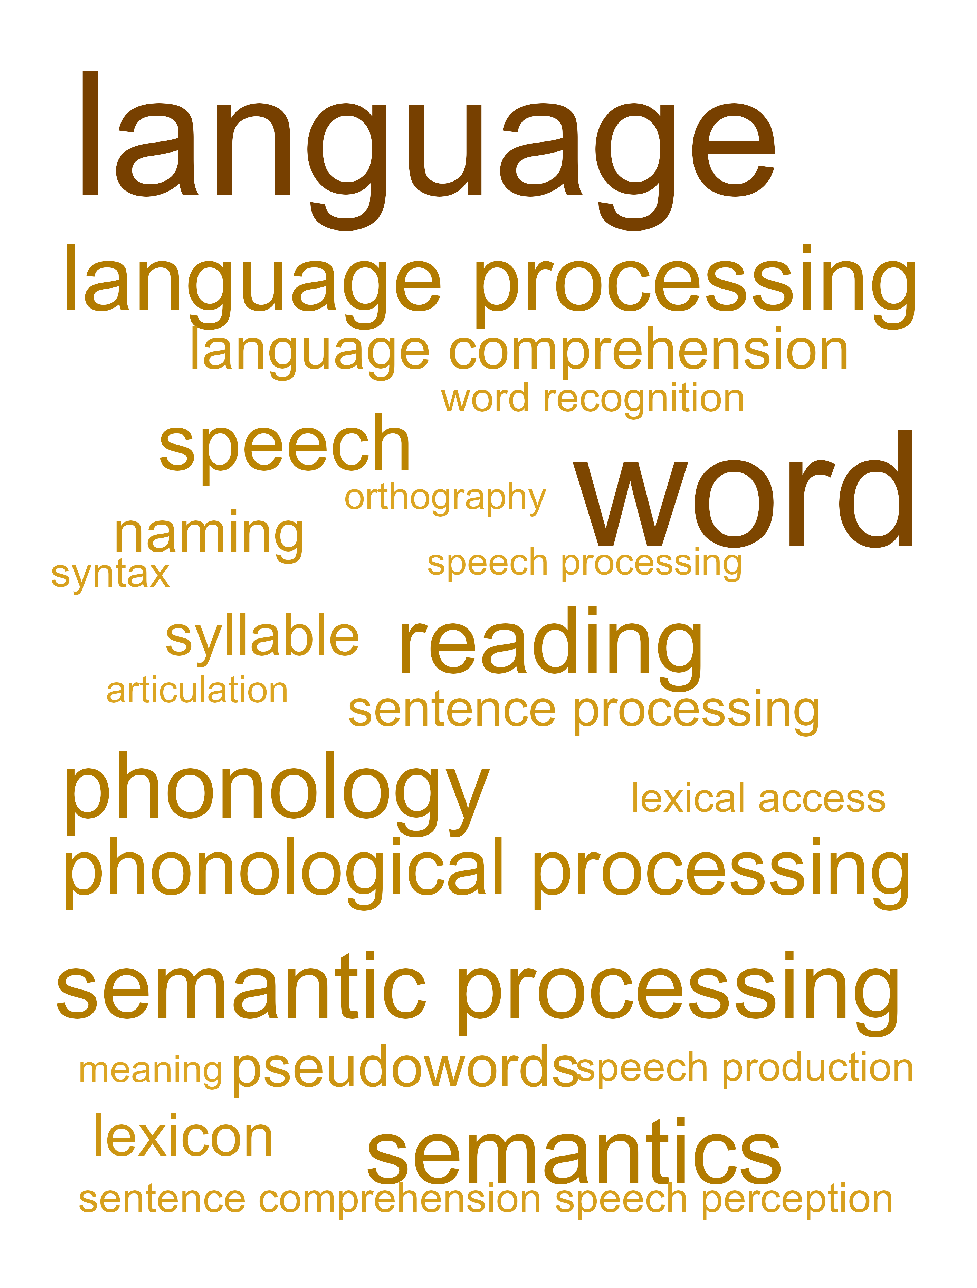 language
language processing
language comprehension
word recognition
speech
orthography
word
naming
speech processing
syntax
syllable
reading
articulation
sentence processing
phonology
lexical access
phonological processing
semantic processing
meaning
pseudowords
speech production
lexicon
semantics
sentence comprehension
speech perception